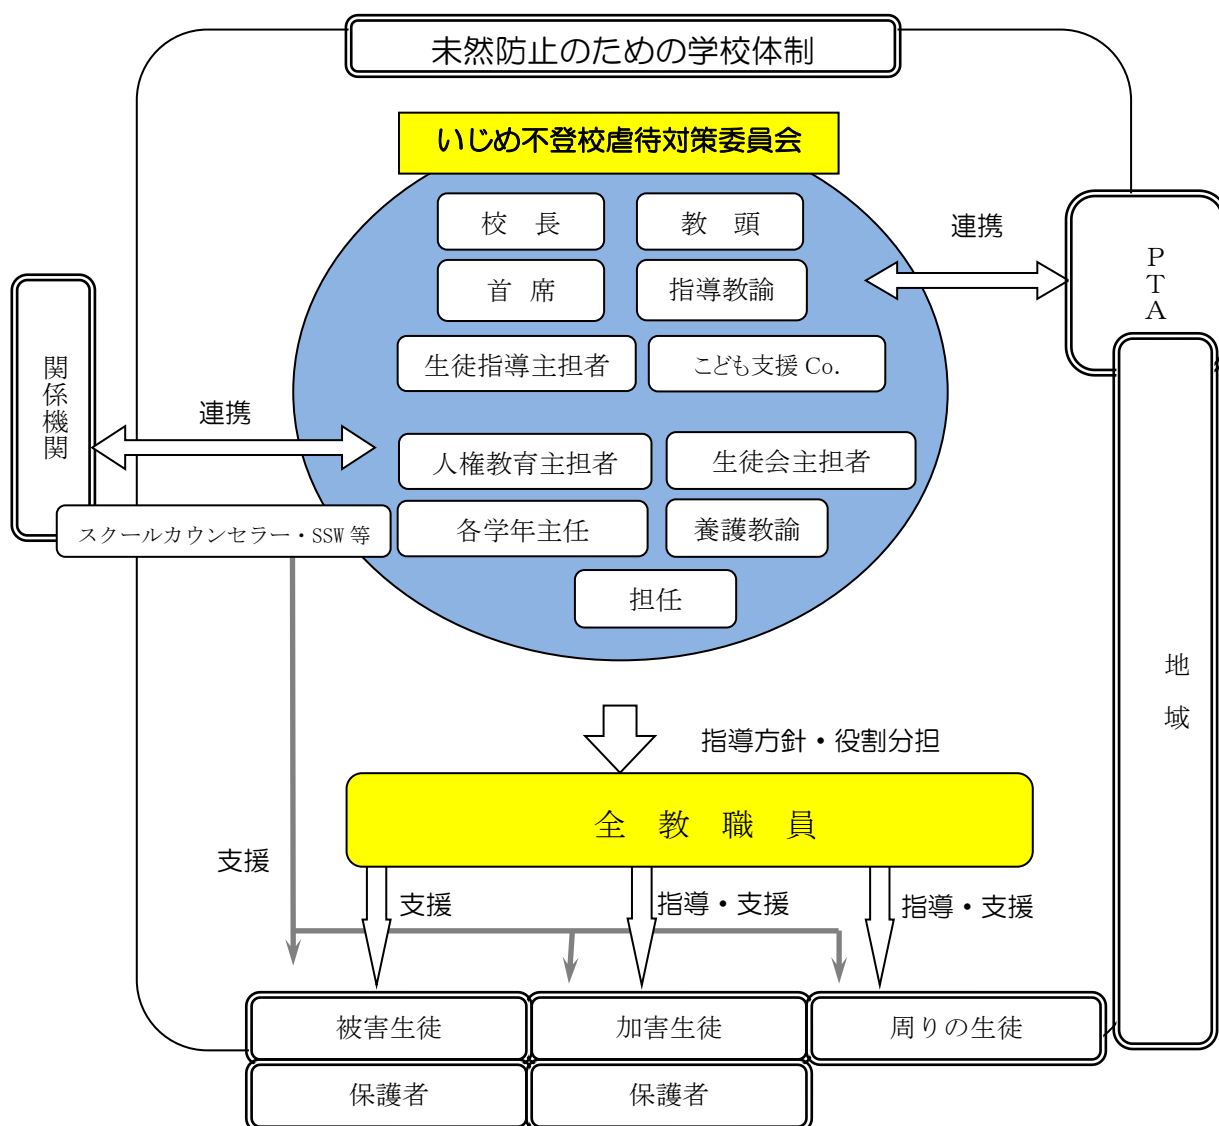 未然防止のための学校体制
いじめ不登校虐待対策委員会
校 長
教 頭
首 席
指導教諭
生徒指導主担者
こども支援 Co.
人権教育主担者
生徒会主担者
各学年主任
養護教諭
担任
連携
PTA
関係機関
連携
スクールカウンセラー・SSW 等
地 域
指導方針・役割分担
全 教 職 員
支援
支援
指導・支援
指導・支援
被害生徒
加害生徒
周りの生徒
保護者
保護者